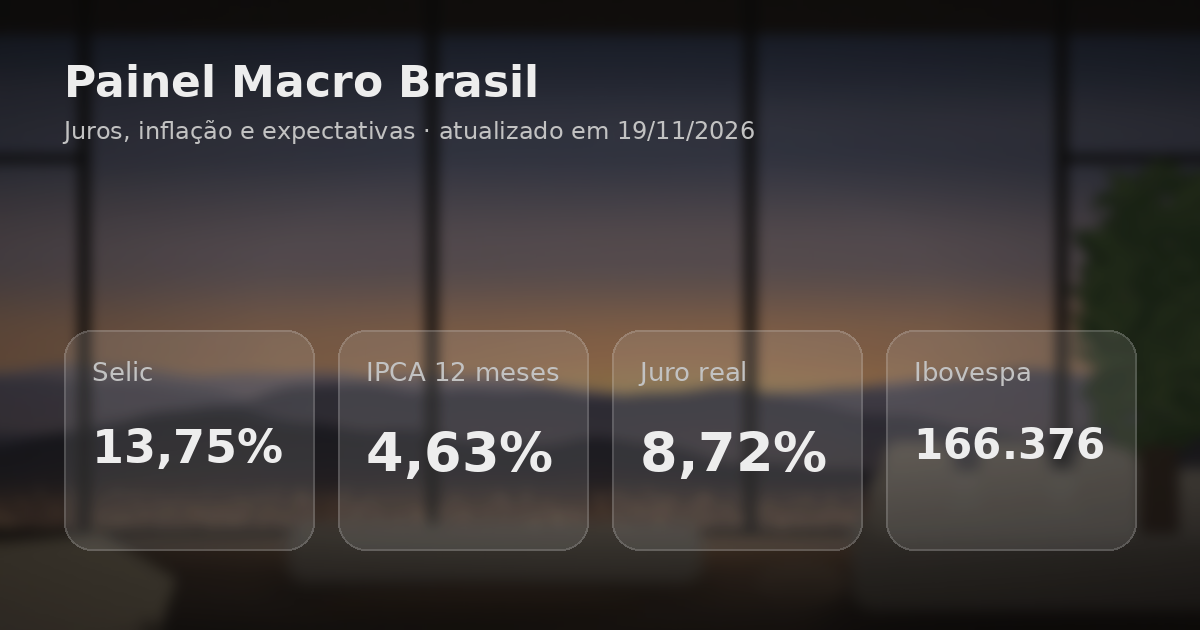 Painel Macro Brasil
Juros, inflação e expectativas · atualizado em 19/11/2026
Selic
13,75%
IPCA 12 meses
4,63%
Juro real
8,72%
Ibovespa
166.376